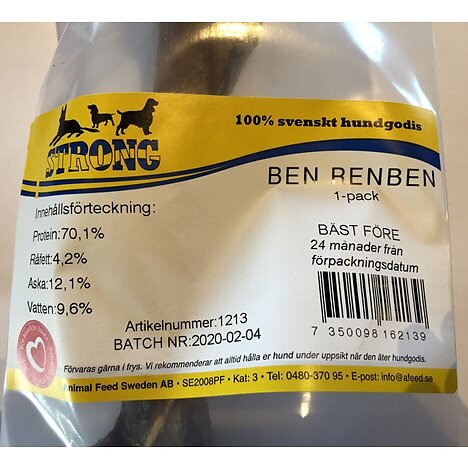 100% svenskt hundgodis
STRONG
BEN RENBEN
1-pack
Innehållsförteckning:
Protein:70,1%
Råfett:4,2%
Aska:12,1%
Vatten:9,6%
BÄST FÖRE
24 månader från
förpackningsdatum
Artikelnummer:1213
BATCH NR:2020-02-04
7 350098 162139
Förvaras gärna i frys. Vi rekommenderar att alltid hålla er hund under uppsikt när den äter hundgodis.
Animal Feed Sweden AB • SE2008PF • Kat: 3 • Tel: 0480-370 95 • E-post: info@afeed.se